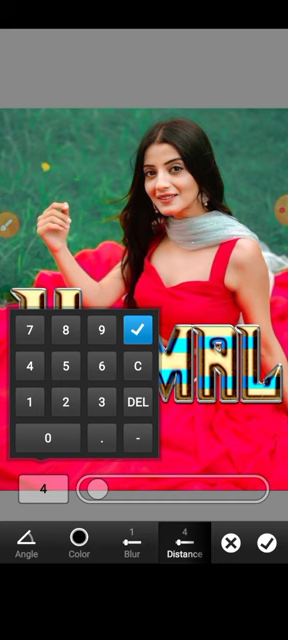 MAL
7 8 9
4 5 6 C
1 2 3 DEL
0 . -
4
1 4
Angle Color Blur Distance